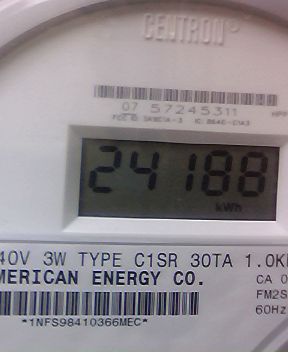 CENTRON®
07 57245311
24188
kWh
40V 3W TYPE C1SR 30TA 1.0K
MERICAN ENERGY CO.
CA 0
FM2S
60Hz
*1NFS98410366MEC*